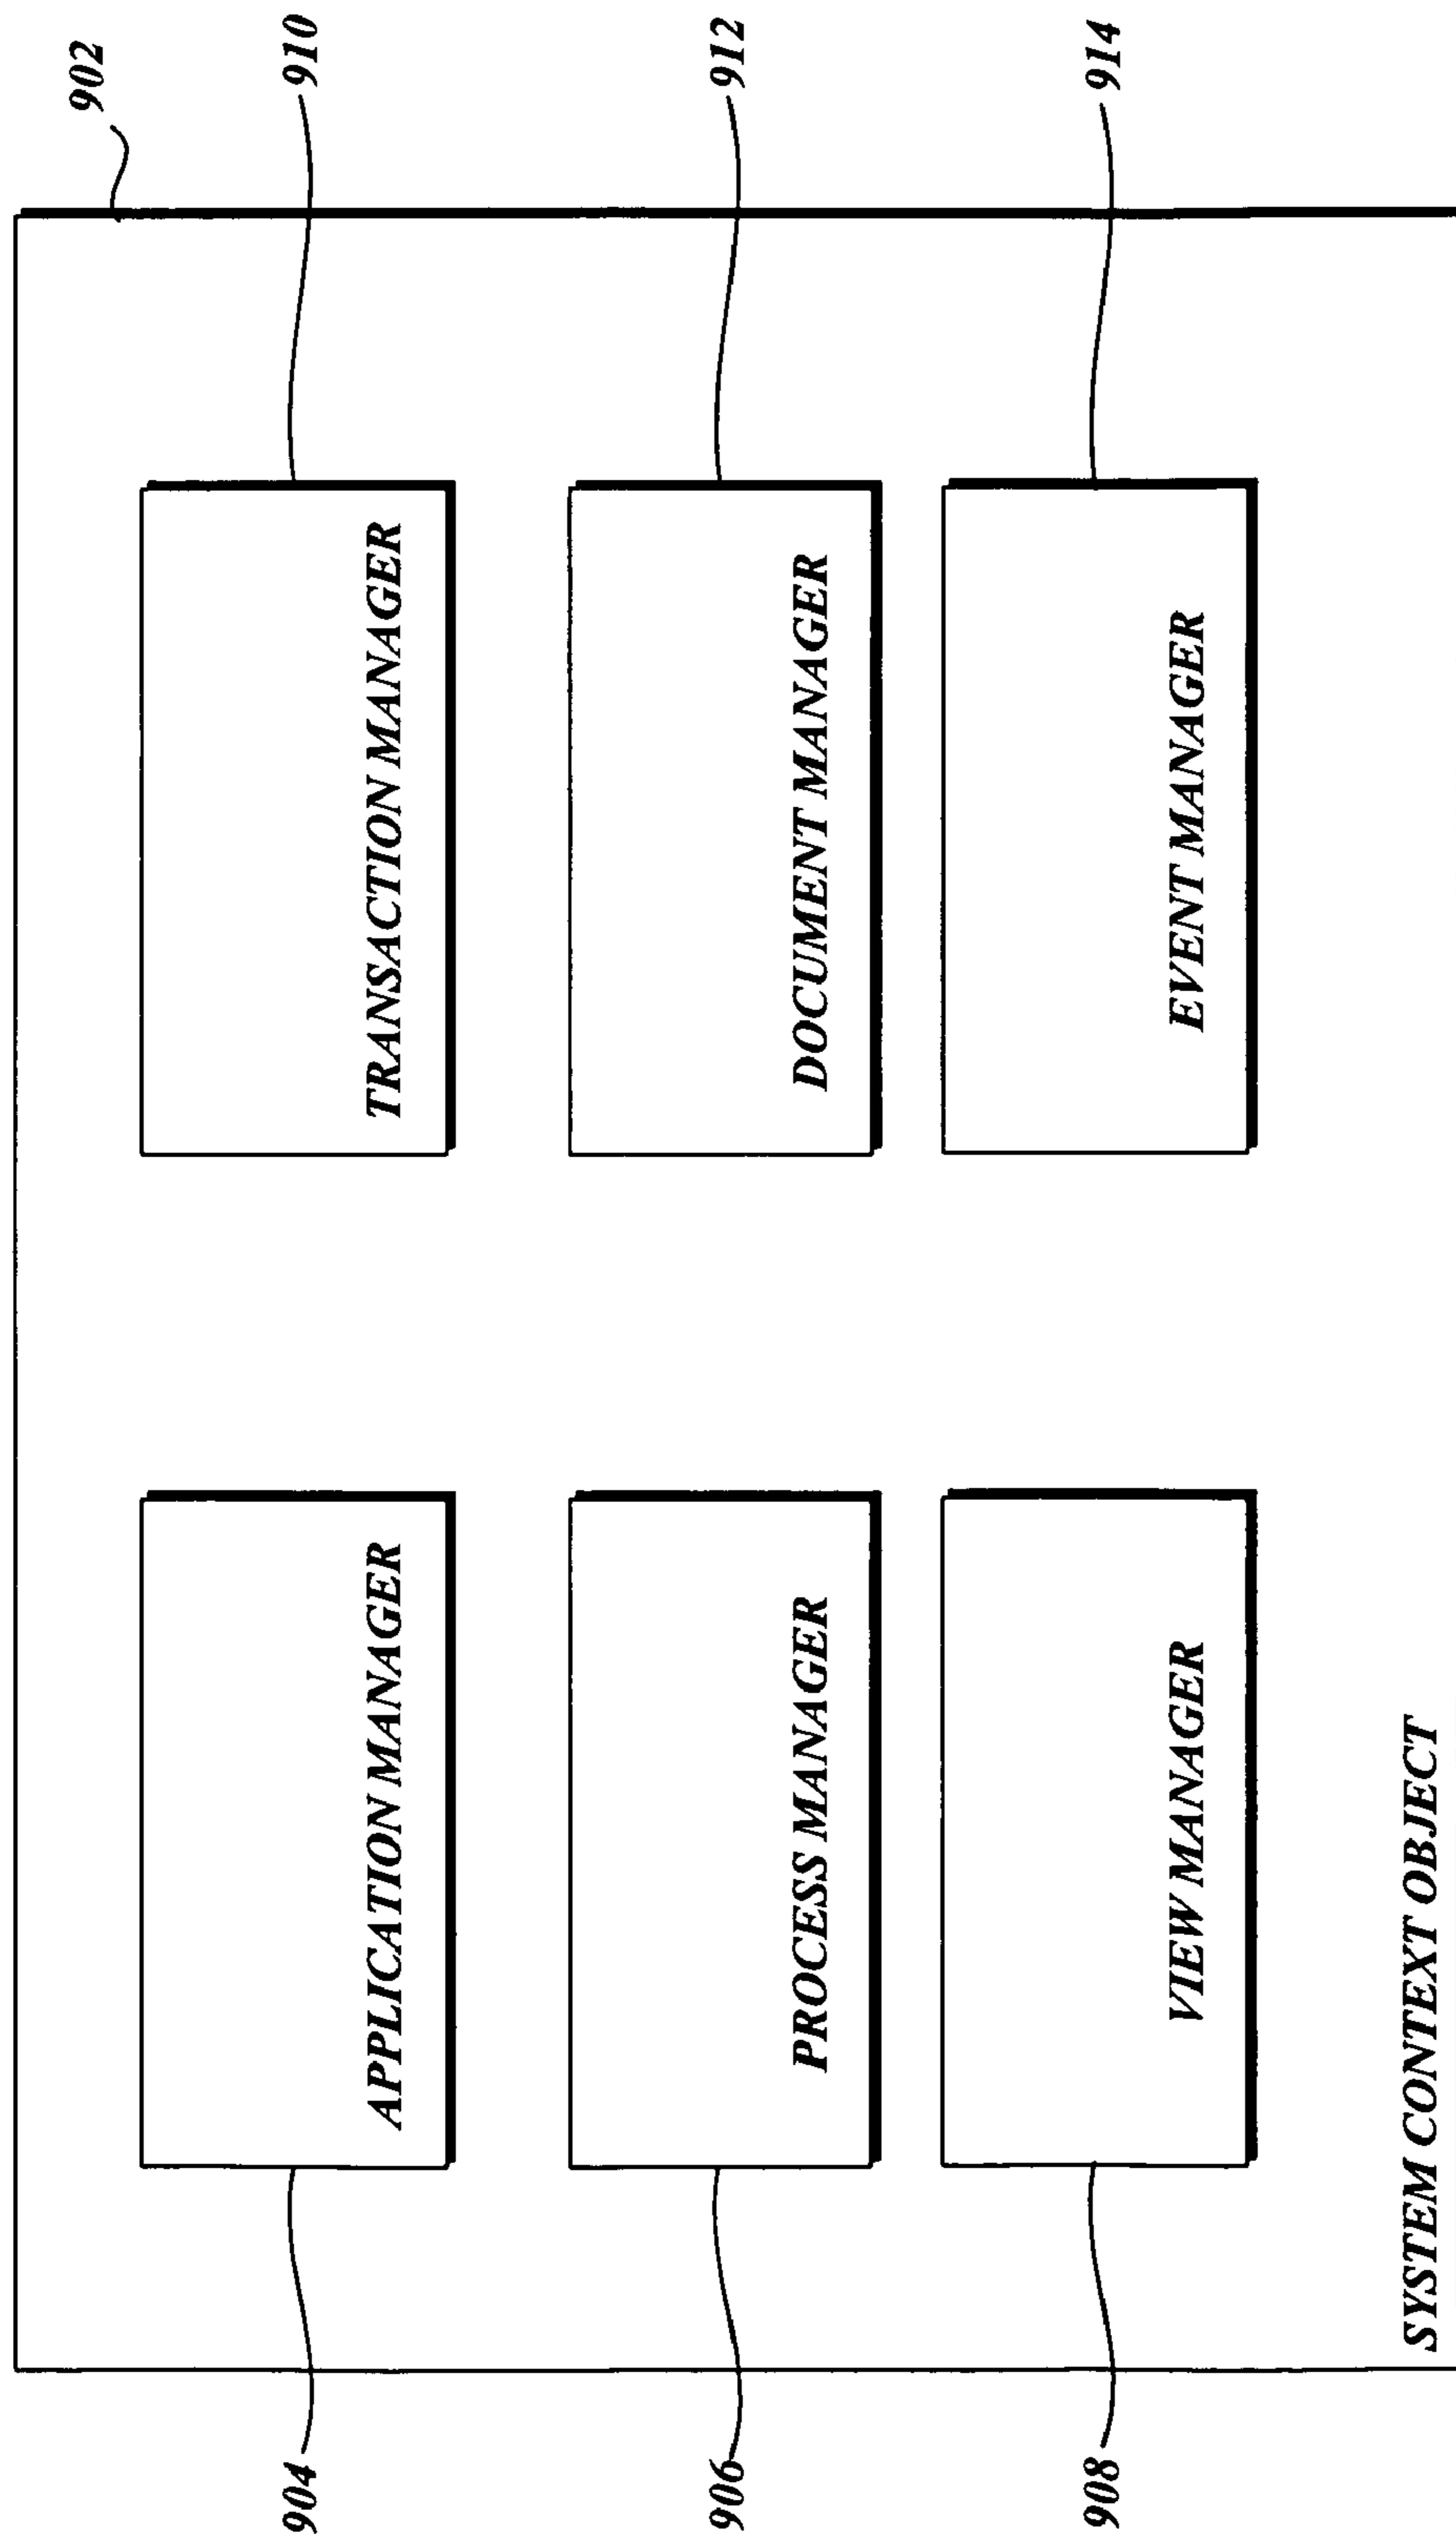 902
904
APPLICATION MANAGER
TRANSACTION MANAGER
910
906
PROCESS MANAGER
DOCUMENT MANAGER
912
908
VIEW MANAGER
EVENT MANAGER
914
SYSTEM CONTEXT OBJECT